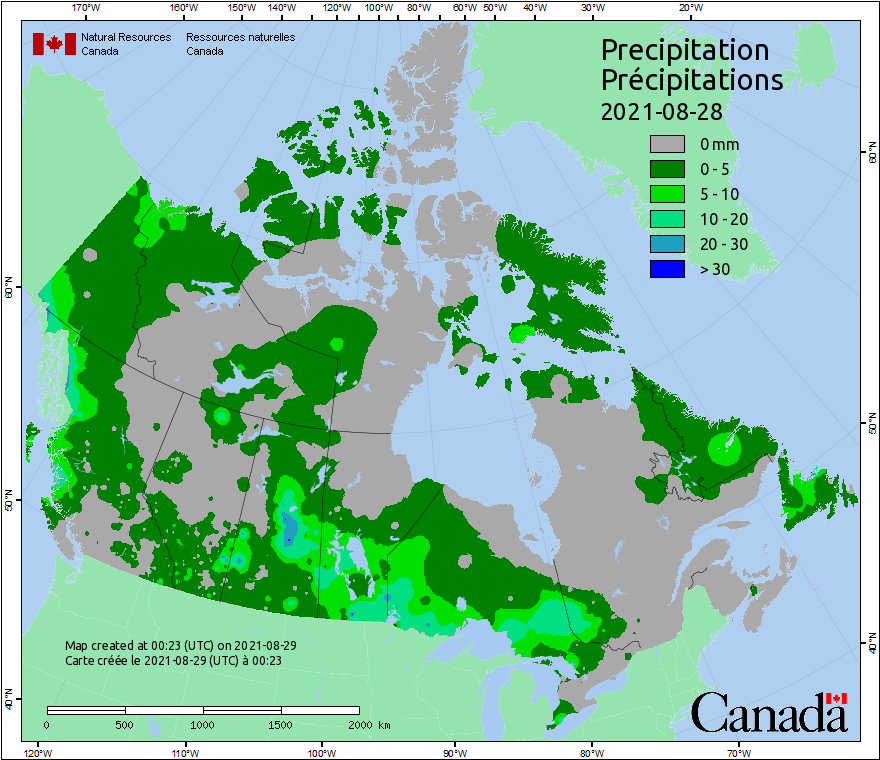 170°W 160°W 150°W 140°W 130°W 120°W 110°W 100°W 90°W 80°W 60°W 50°W 40°W 30°W 20°W
Natural Resources Ressources naturelles
Canada Canada
Precipitation
Précipitations
2021-08-28
0 mm
0 - 5
5 - 10
10 - 20
20 - 30
> 30
60°N
50°N
40°N
60°N
50°N
40°N
Map created at 00:23 (UTC) on 2021-08-29
Carte créée le 2021-08-29 (UTC) à 00:23
0 500 1000 1500 2000 km
Canada
120°W 110°W 100°W 90°W 80°W 70°W